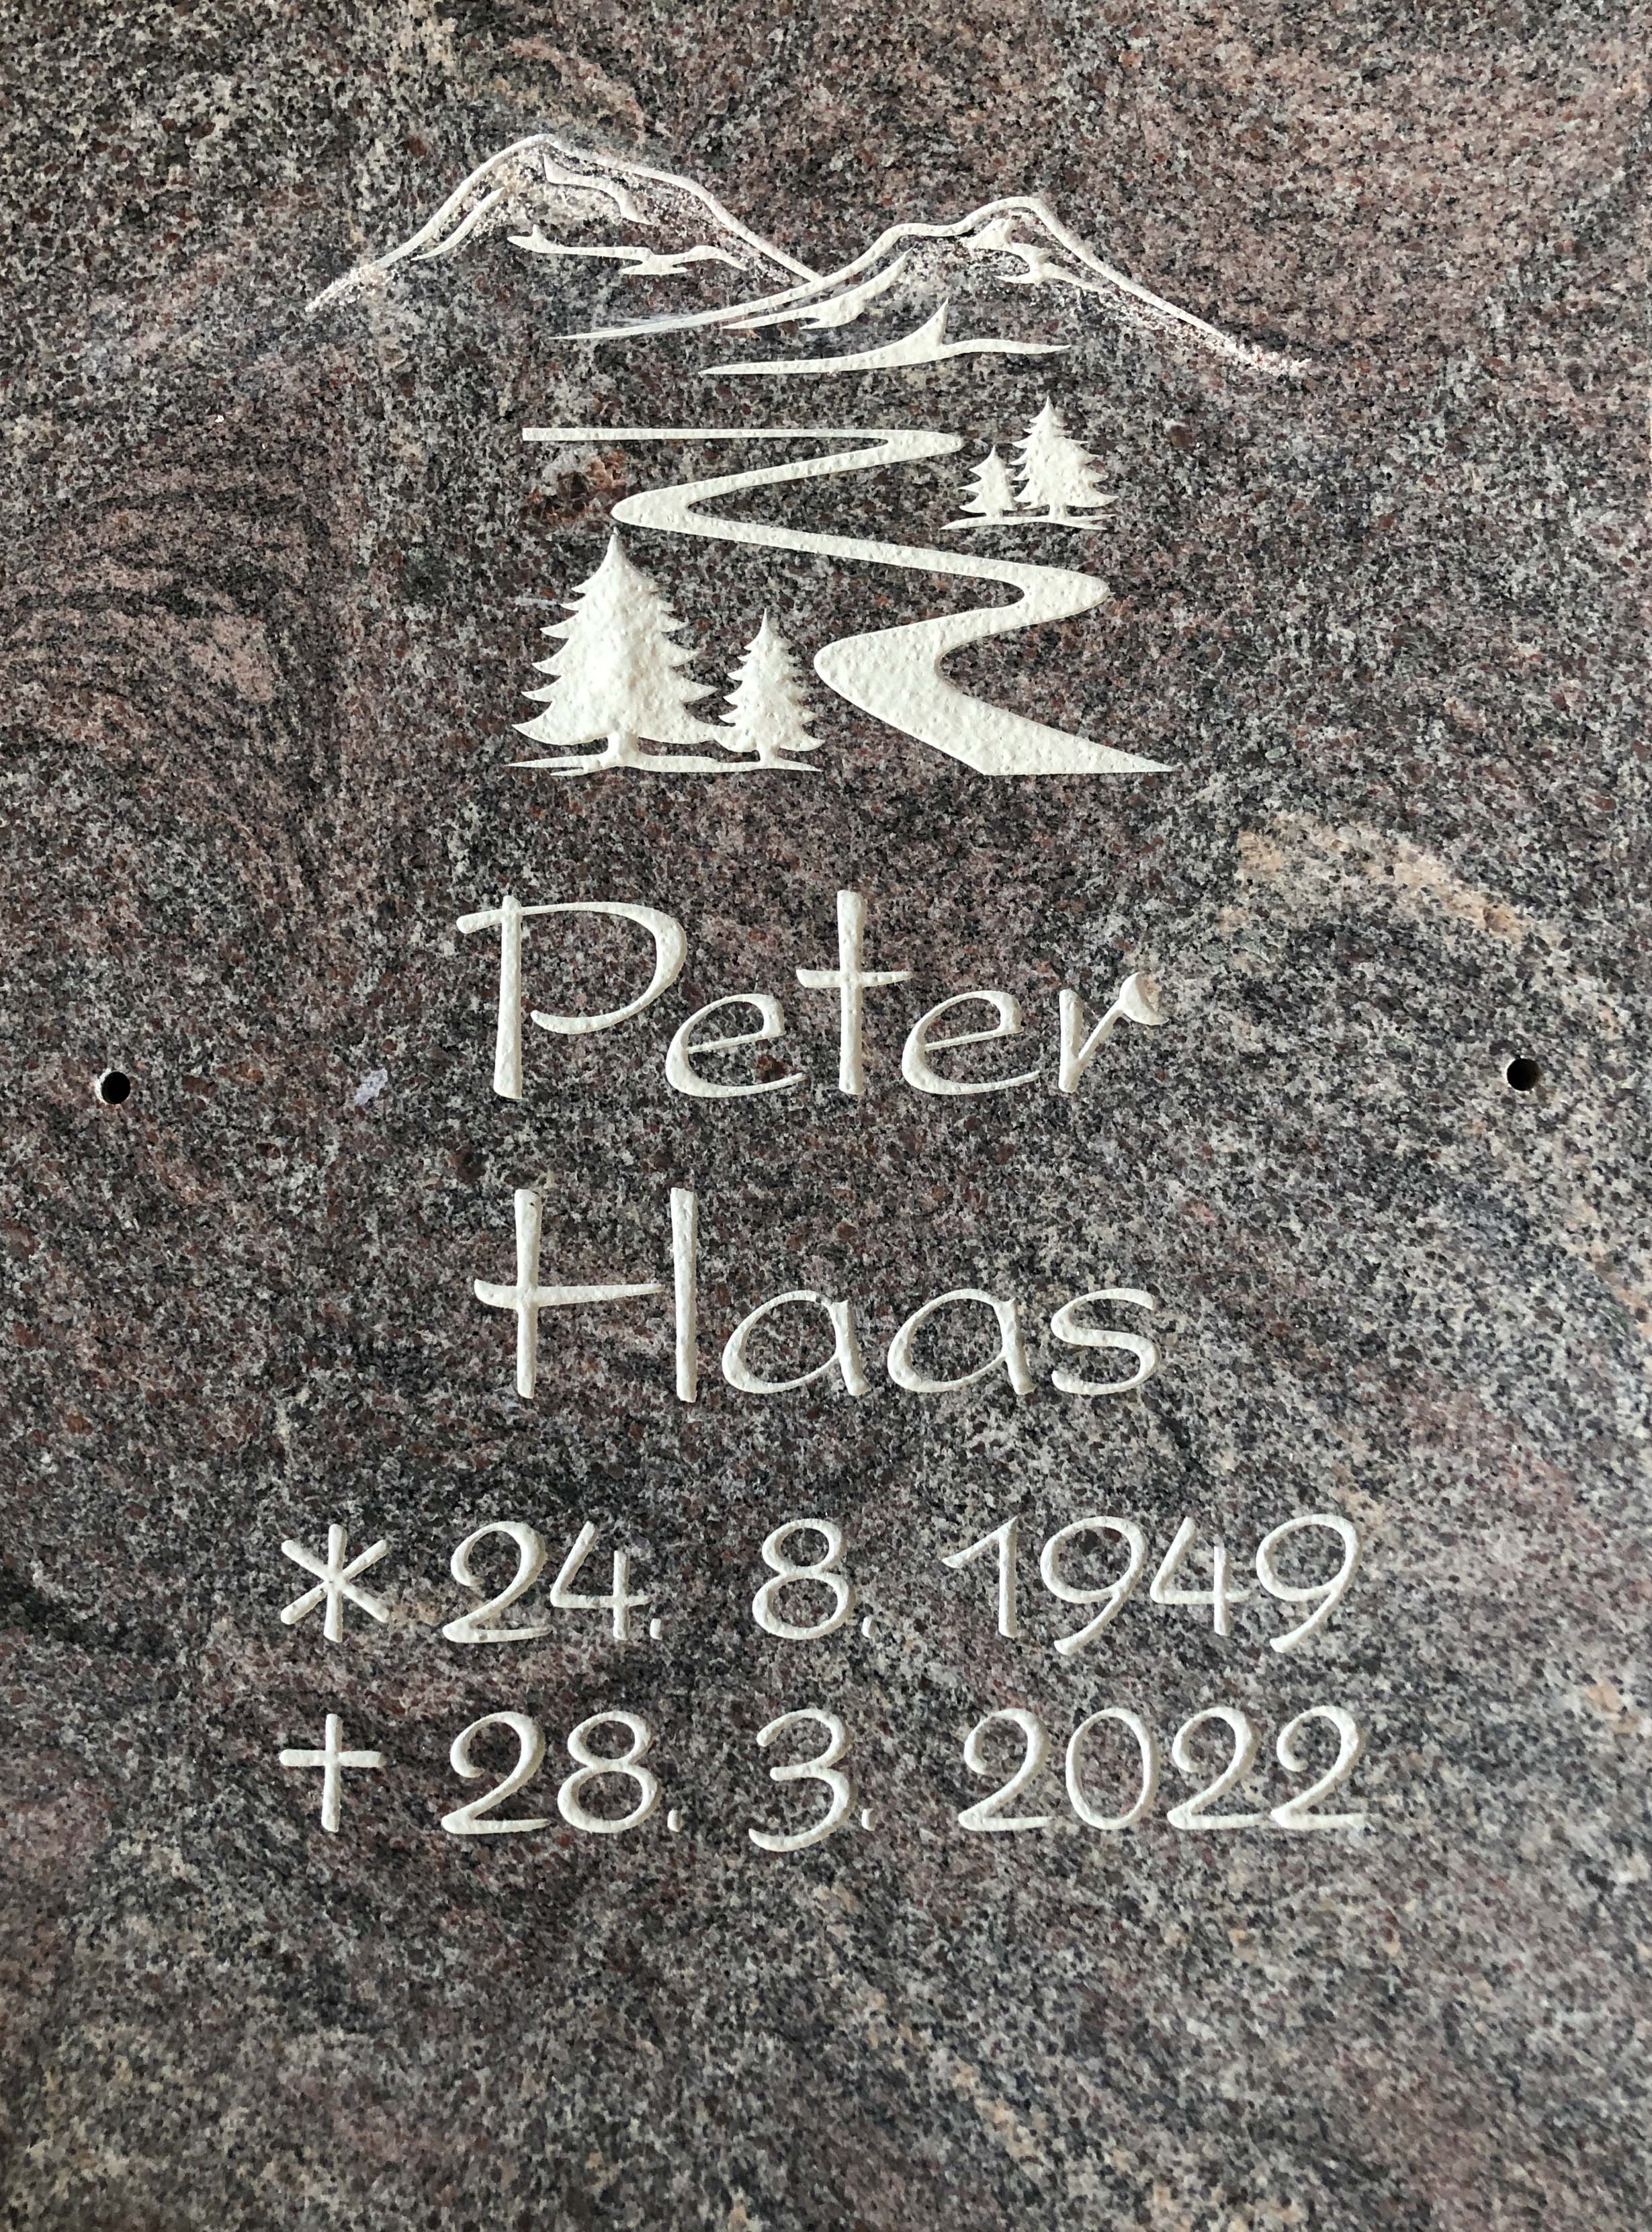 Peter
Haas
* 24. 8. 1949
† 28. 3. 2022